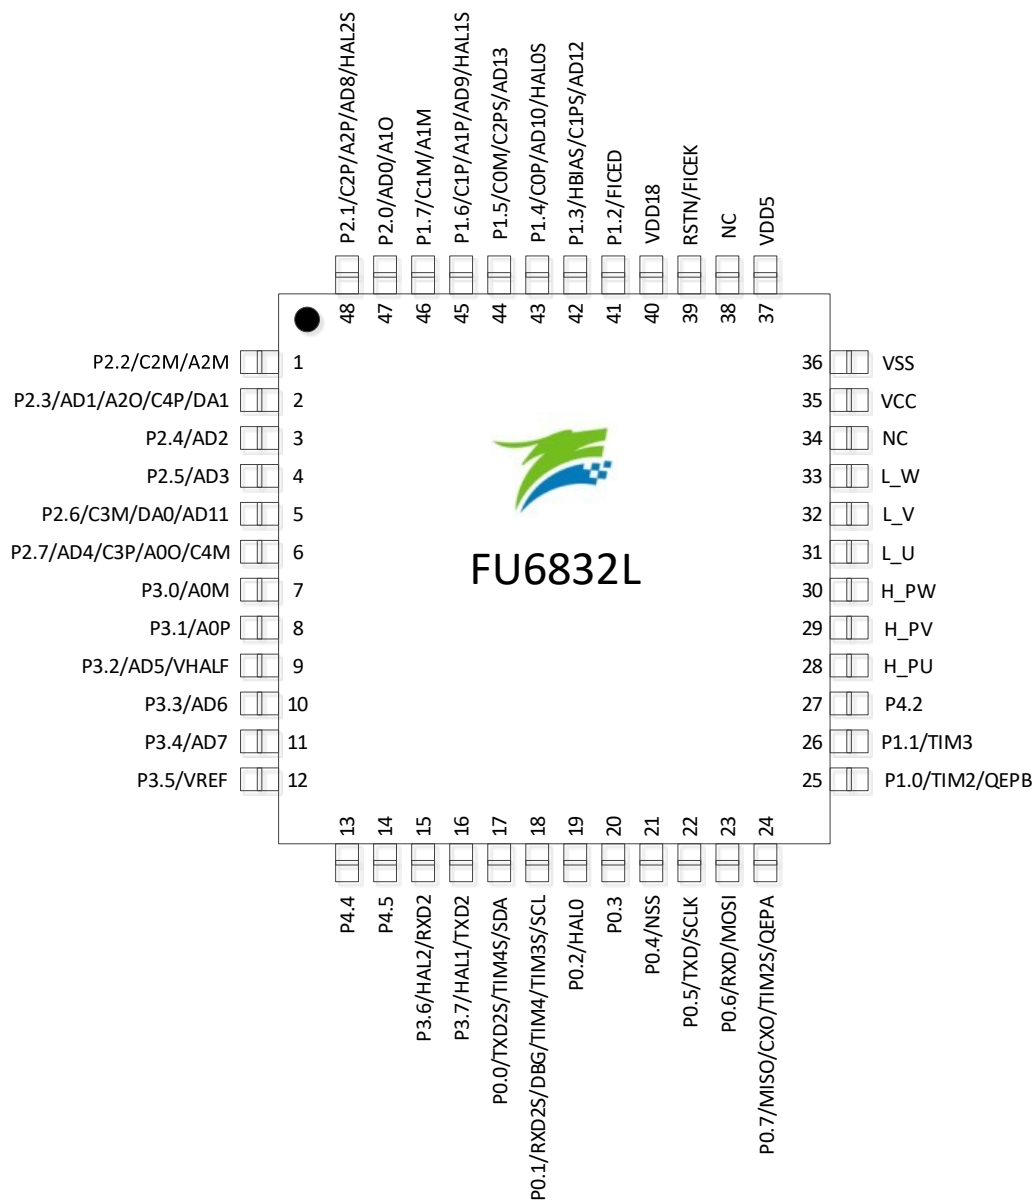 P2.1/C2P/A2P/AD8/HAL2S
P2.0/AD0/A1O
P1.7/C1M/A1M
P1.6/C1P/A1P/AD9/HAL1S
P1.5/C0M/C2PS/AD13
P1.4/C0P/AD10/HAL0S
P1.3/HBIAS/C1PS/AD12
P1.2/FICED
VDD18
RSTN/FICEK
NC
VDD5
48 47 46 45 44 43 42 41 40 39 38 37
P2.2/C2M/A2M 1
P2.3/AD1/A2O/C4P/DA1 2
P2.4/AD2 3
P2.5/AD3 4
P2.6/C3M/DA0/AD11 5
P2.7/AD4/C3P/A0O/C4M 6
P3.0/A0M 7
P3.1/A0P 8
P3.2/AD5/VHALF 9
P3.3/AD6 10
P3.4/AD7 11
P3.5/VREF 12
FU6832L
36 VSS
35 VCC
34 NC
33 L_W
32 L_V
31 L_U
30 H_PW
29 H_PV
28 H_PU
27 P4.2
26 P1.1/TIM3
25 P1.0/TIM2/QEPB
13 14 15 16 17 18 19 20 21 22 23 24
P4.4
P4.5
P3.6/HAL2/RXD2
P3.7/HAL1/TXD2
P0.0/TXD2S/TIM4S/SDA
P0.1/RXD2S/DBG/TIM4/TIM3S/SCL
P0.2/HAL0
P0.3
P0.4/NSS
P0.5/TXD/SCLK
P0.6/RXD/MOSI
P0.7/MISO/CXO/TIM2S/QEPA